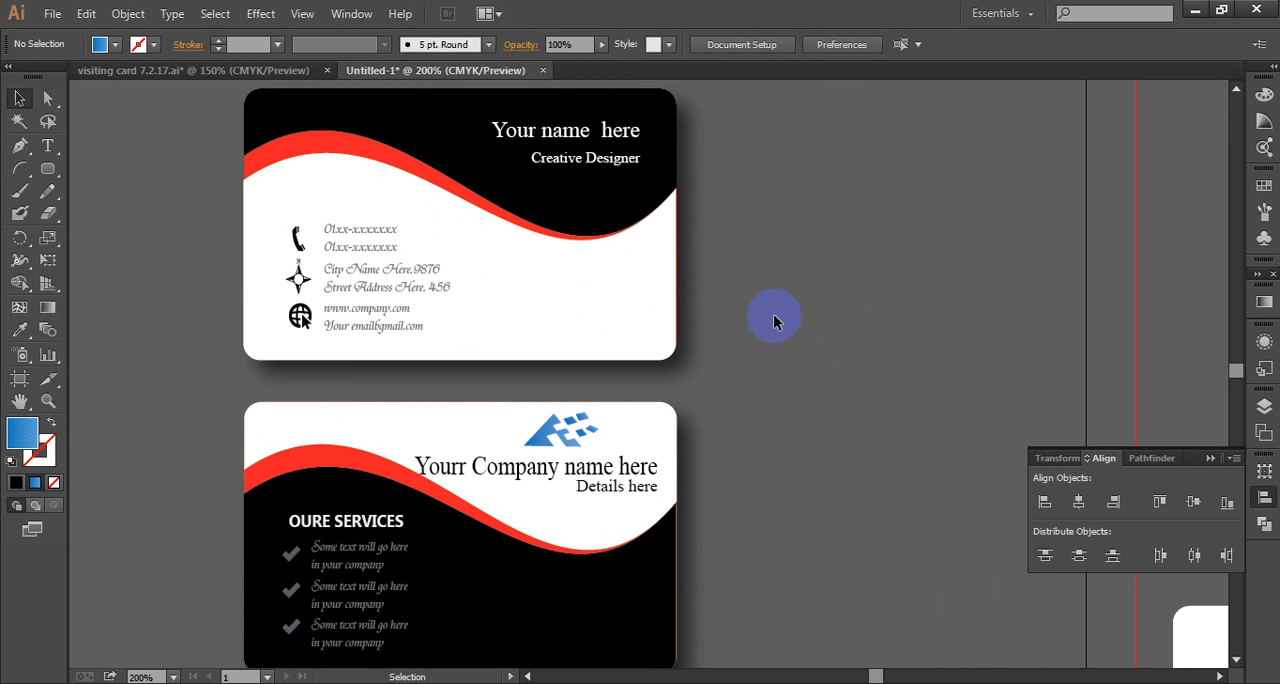 Ai File Edit Object Type Select Effect View Window Help Br Essentials
No Selection Stroke: 5 pt. Round Opacity: 100% Style: Document Setup Preferences
visiting card 7.2.17.ai* @ 150% (CMYK/Preview) × Untitled-1* @ 200% (CMYK/Preview) ×
Your name here
Creative Designer
01xx-xxxxxxx
01xx-xxxxxxx
N
City Name Here,9876
Street Address Here, 456
www.companp.com
Your emailbgmail.com
Yourr Company name here
Details here
OURE SERVICES
Some text will go here
in your companp
Some text will go here
in your companp
Some text will go here
in your companp
Transform Align Pathfinder
Align Objects:
Distribute Objects:
200% 1 Selection